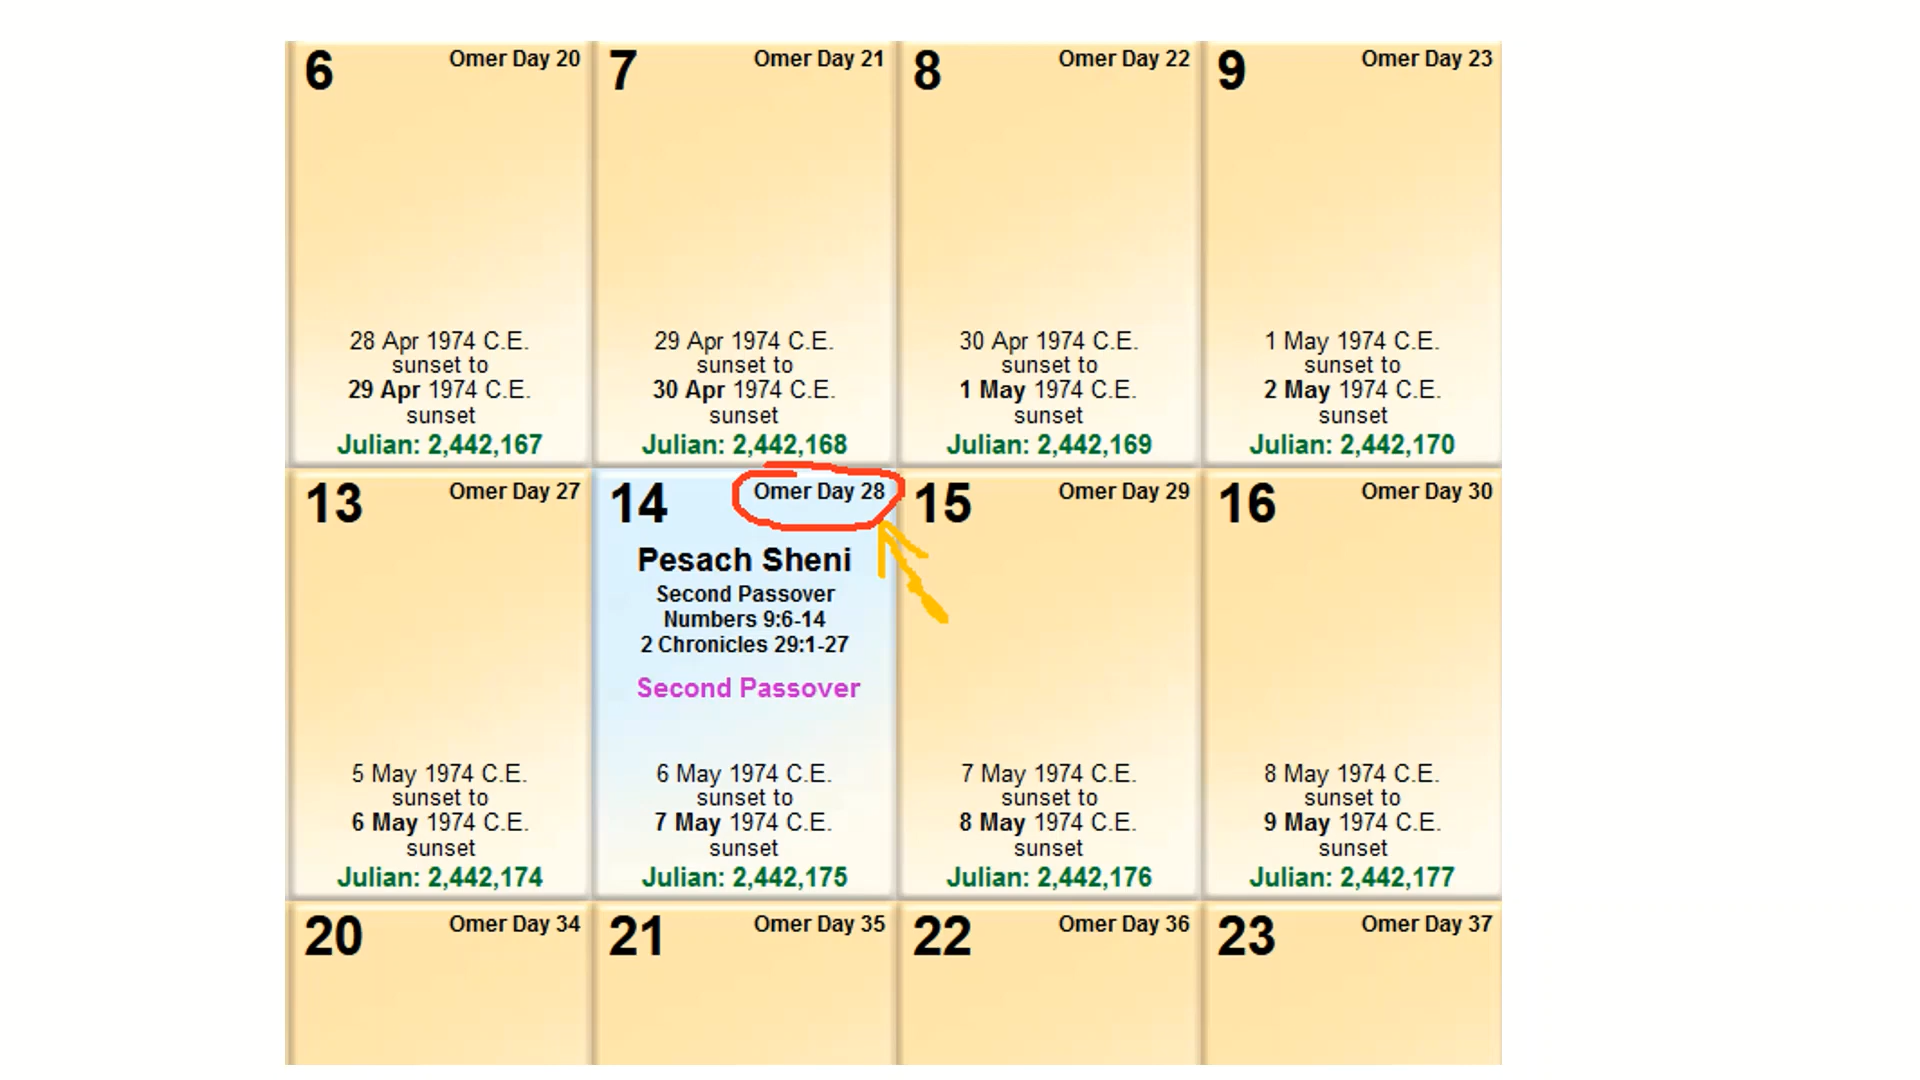 6 Omer Day 20
28 Apr 1974 C.E.
sunset to
29 Apr 1974 C.E.
sunset
Julian: 2,442,167
7 Omer Day 21
29 Apr 1974 C.E.
sunset to
30 Apr 1974 C.E.
sunset
Julian: 2,442,168
8 Omer Day 22
30 Apr 1974 C.E.
sunset to
1 May 1974 C.E.
sunset
Julian: 2,442,169
9 Omer Day 23
1 May 1974 C.E.
sunset to
2 May 1974 C.E.
sunset
Julian: 2,442,170
13 Omer Day 27
5 May 1974 C.E.
sunset to
6 May 1974 C.E.
sunset
Julian: 2,442,174
14 Omer Day 28
Pesach Sheni
Second Passover
Numbers 9:6-14
2 Chronicles 29:1-27
Second Passover
6 May 1974 C.E.
sunset to
7 May 1974 C.E.
sunset
Julian: 2,442,175
15 Omer Day 29
7 May 1974 C.E.
sunset to
8 May 1974 C.E.
sunset
Julian: 2,442,176
16 Omer Day 30
8 May 1974 C.E.
sunset to
9 May 1974 C.E.
sunset
Julian: 2,442,177
20 Omer Day 34
21 Omer Day 35
22 Omer Day 36
23 Omer Day 37